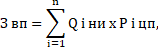 З вп = n ∑ i=1 Q і ни х P і цп,